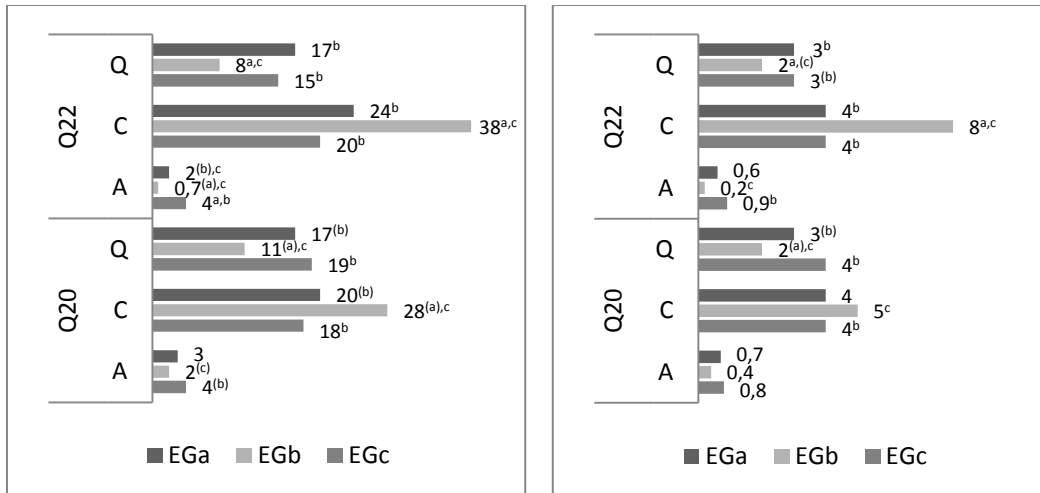 Q22
Q
17(b)
8a,c
15b
C
24b
38a,c
20b
A
2(b),c
0,7(a),c
4a,b
Q20
Q
17(b)
11(a),c
19b
C
20(b)
28(a),c
18b
A
3
2(c)
4(b)
EGa EGb EGc
Q22
Q
3b
2a,(c)
3(b)
C
4b
8a,c
4b
A
0,6
0,2c
0,9b
Q20
Q
3(b)
2(a),c
4b
C
4
5c
4b
A
0,7
0,4
0,8
EGa EGb EGc